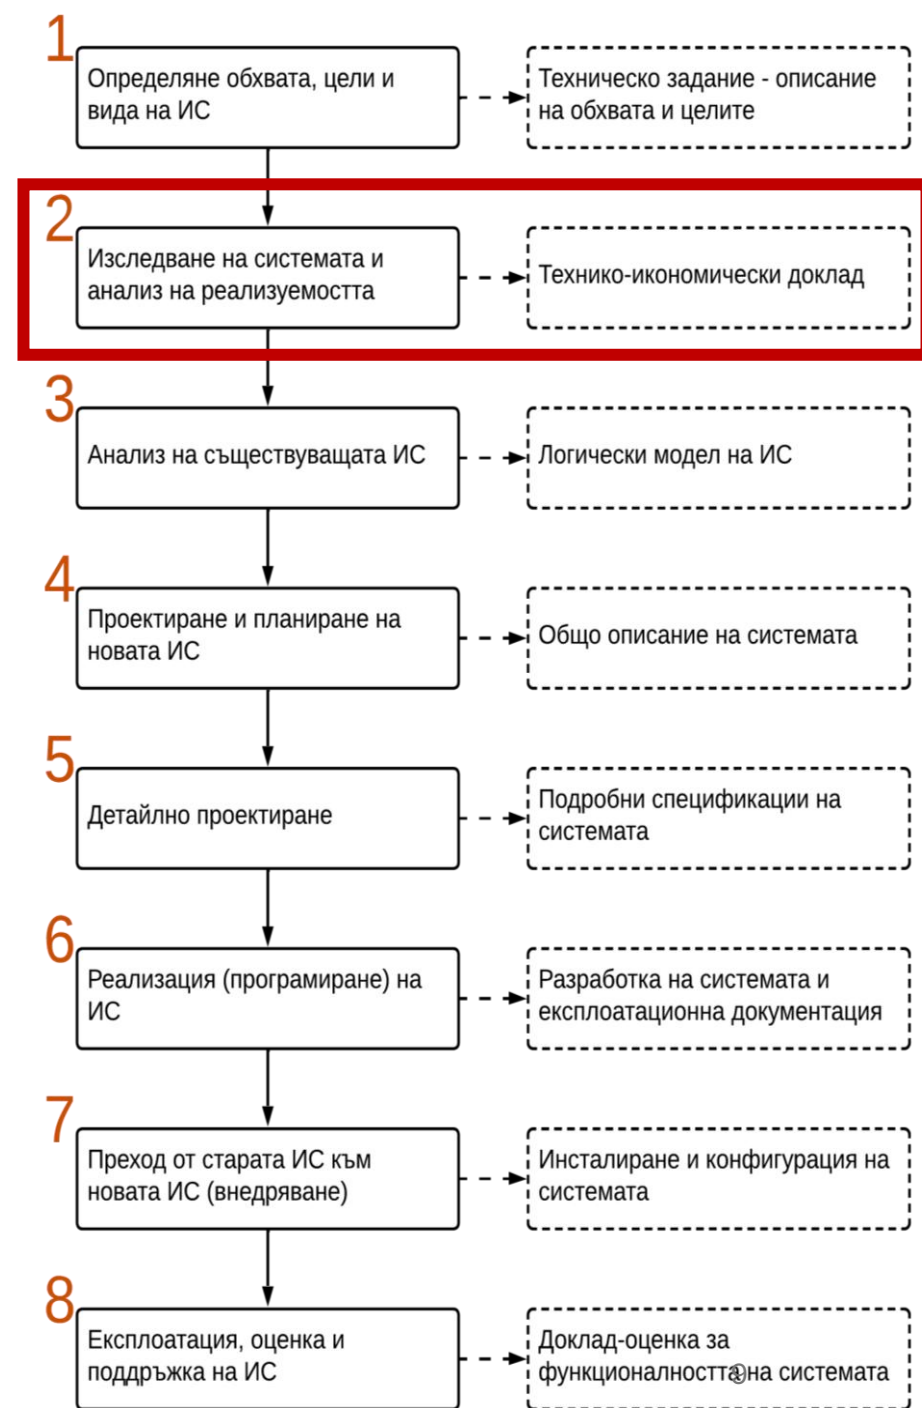 1
Определяне обхвата, цели и
вида на ИС
Техническо задание - описание
на обхвата и целите
2
Изследване на системата и
анализ на реализуемостта
Технико-икономически доклад
3
Анализ на съществуващата ИС
Логически модел на ИС
4
Проектиране и планиране на
новата ИС
Общо описание на системата
5
Детайлно проектиране
Подробни спецификации на
системата
6
Реализация (програмиране) на
ИС
Разработка на системата и
експлоатационна документация
7
Преход от старата ИС към
новата ИС (внедряване)
Инсталиране и конфигурация на
системата
8
Експлоатация, оценка и
поддръжка на ИС
Доклад-оценка за
функционалността на системата
9